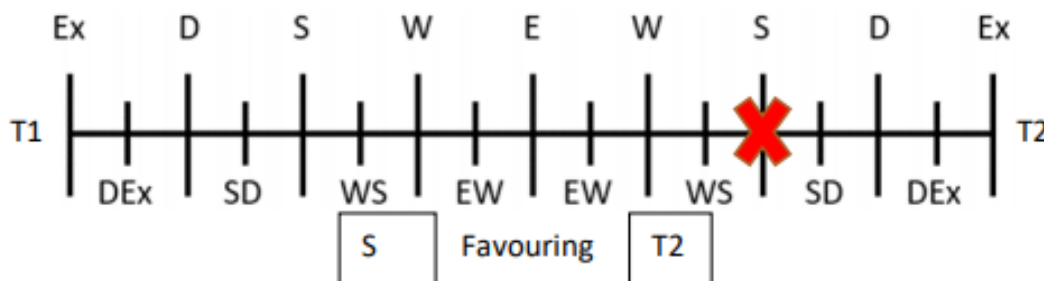 Ex D S W E W S D Ex
T1 T2
DEx SD WS EW EW WS SD DEx
S Favouring T2